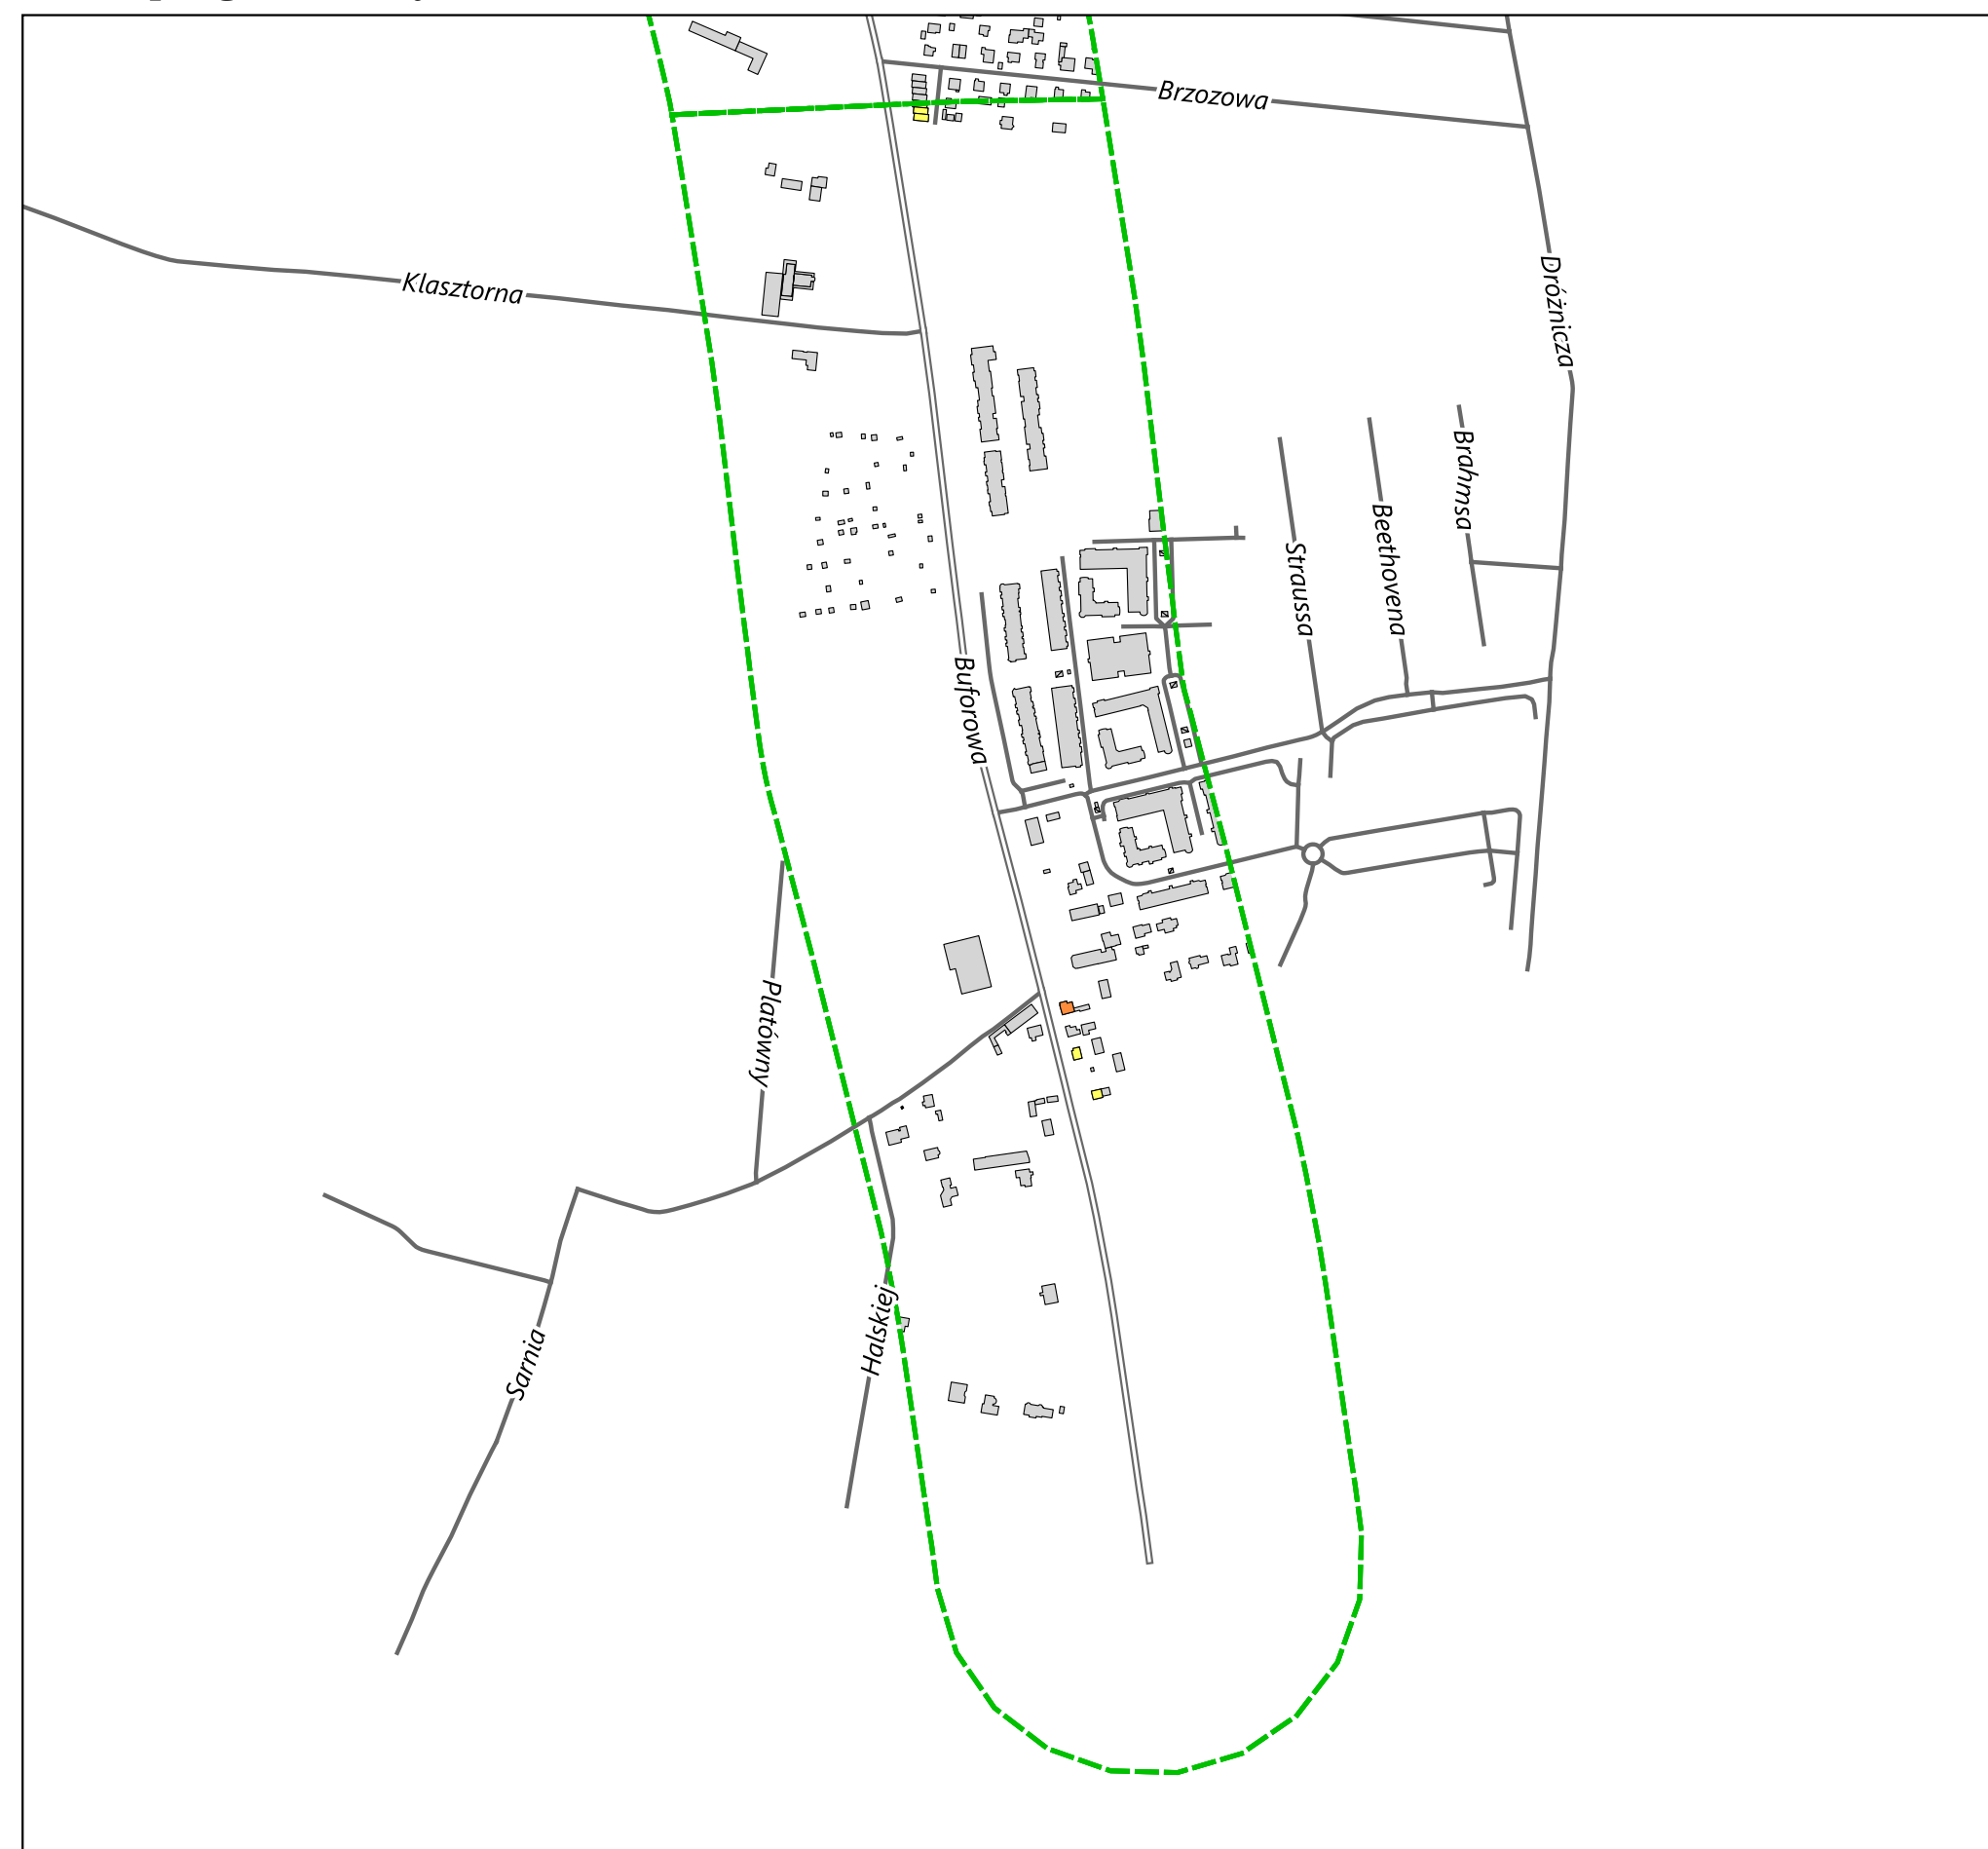 Brzozowa
Klasztorna
Dróżnicza
Brahmsa
Beethovena
Straussa
Buforowa
Platówny
Halskiej
Sarnia